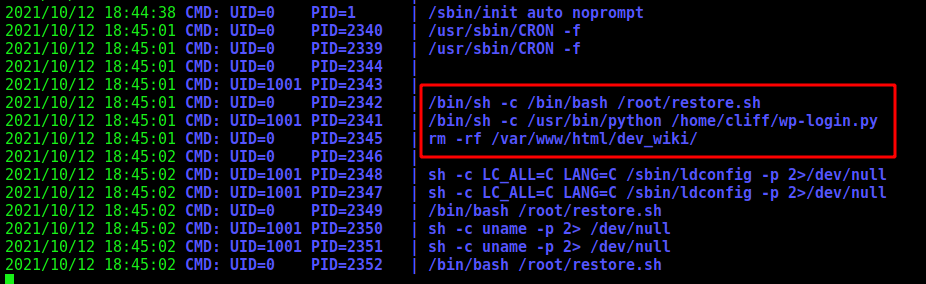 2021/10/12 18:44:38 CMD: UID=0 PID=1 | /sbin/init auto noprompt
2021/10/12 18:45:01 CMD: UID=0 PID=2340 | /usr/sbin/CRON -f
2021/10/12 18:45:01 CMD: UID=0 PID=2339 | /usr/sbin/CRON -f
2021/10/12 18:45:01 CMD: UID=0 PID=2344 |
2021/10/12 18:45:01 CMD: UID=1001 PID=2343 |
2021/10/12 18:45:01 CMD: UID=0 PID=2342 | /bin/sh -c /bin/bash /root/restore.sh
2021/10/12 18:45:01 CMD: UID=1001 PID=2341 | /bin/sh -c /usr/bin/python /home/cliff/wp-login.py
2021/10/12 18:45:01 CMD: UID=0 PID=2345 | rm -rf /var/www/html/dev_wiki/
2021/10/12 18:45:02 CMD: UID=0 PID=2346 |
2021/10/12 18:45:02 CMD: UID=1001 PID=2348 | sh -c LC_ALL=C LANG=C /sbin/ldconfig -p 2>/dev/null
2021/10/12 18:45:02 CMD: UID=1001 PID=2347 | sh -c LC_ALL=C LANG=C /sbin/ldconfig -p 2>/dev/null
2021/10/12 18:45:02 CMD: UID=0 PID=2349 | /bin/bash /root/restore.sh
2021/10/12 18:45:02 CMD: UID=1001 PID=2350 | sh -c uname -p 2> /dev/null
2021/10/12 18:45:02 CMD: UID=1001 PID=2351 | sh -c uname -p 2> /dev/null
2021/10/12 18:45:02 CMD: UID=0 PID=2352 | /bin/bash /root/restore.sh